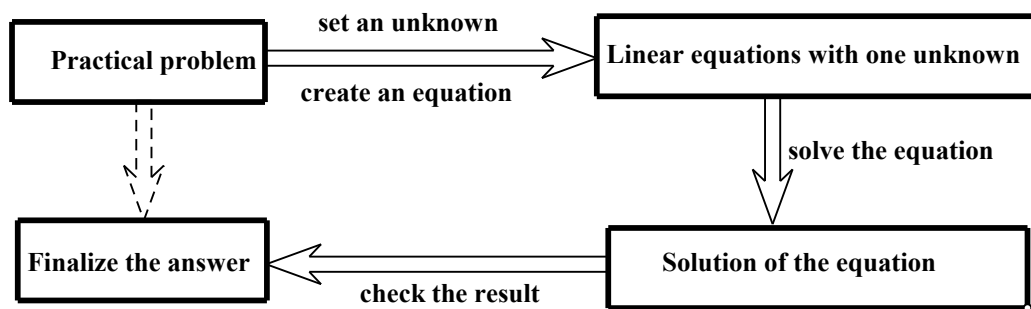 set an unknown
Practical problem
Linear equations with one unknown
create an equation
solve the equation
Finalize the answer
Solution of the equation
check the result